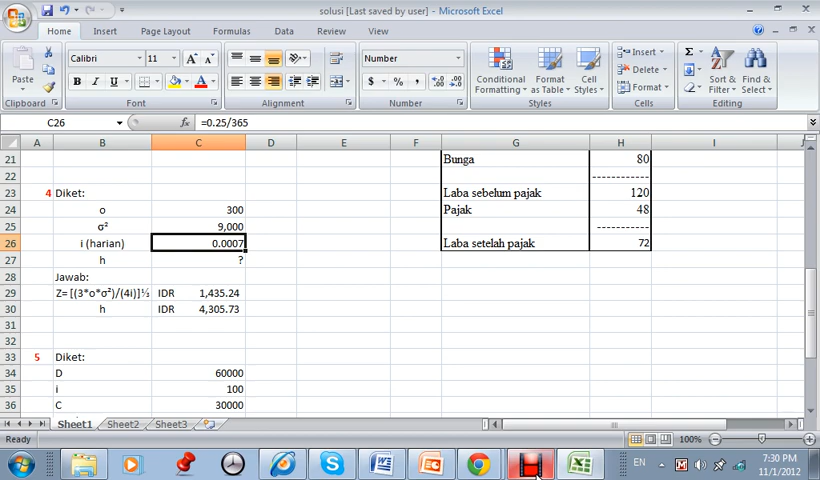 solusi [Last saved by user] - Microsoft Excel
Home Insert Page Layout Formulas Data Review View
Paste
Calibri 11 A A
B I U A
Number
$ % ,
Conditional Formatting
Format as Table
Cell Styles
Insert
Delete
Format
Σ
Sort & Filter
Find & Select
Clipboard Font Alignment Number Styles Cells Editing
C26 fx =0.25/365
A B C D E F G H I
21 Bunga 80
22 ------------
23 4 Diket: Laba sebelum pajak 120
24 o 300 Pajak 48
25 σ² 9,000 -----------
26 i (harian) 0.0007 Laba setelah pajak 72
27 h ?
28 Jawab:
29 Z= [(3*o*σ²)/(4i)]⅓ IDR 1,435.24
30 h IDR 4,305.73
31
32
33 5 Diket:
34 D 60000
35 i 100
36 C 30000
Sheet1 Sheet2 Sheet3
Ready 100%
EN 7:30 PM
11/1/2012